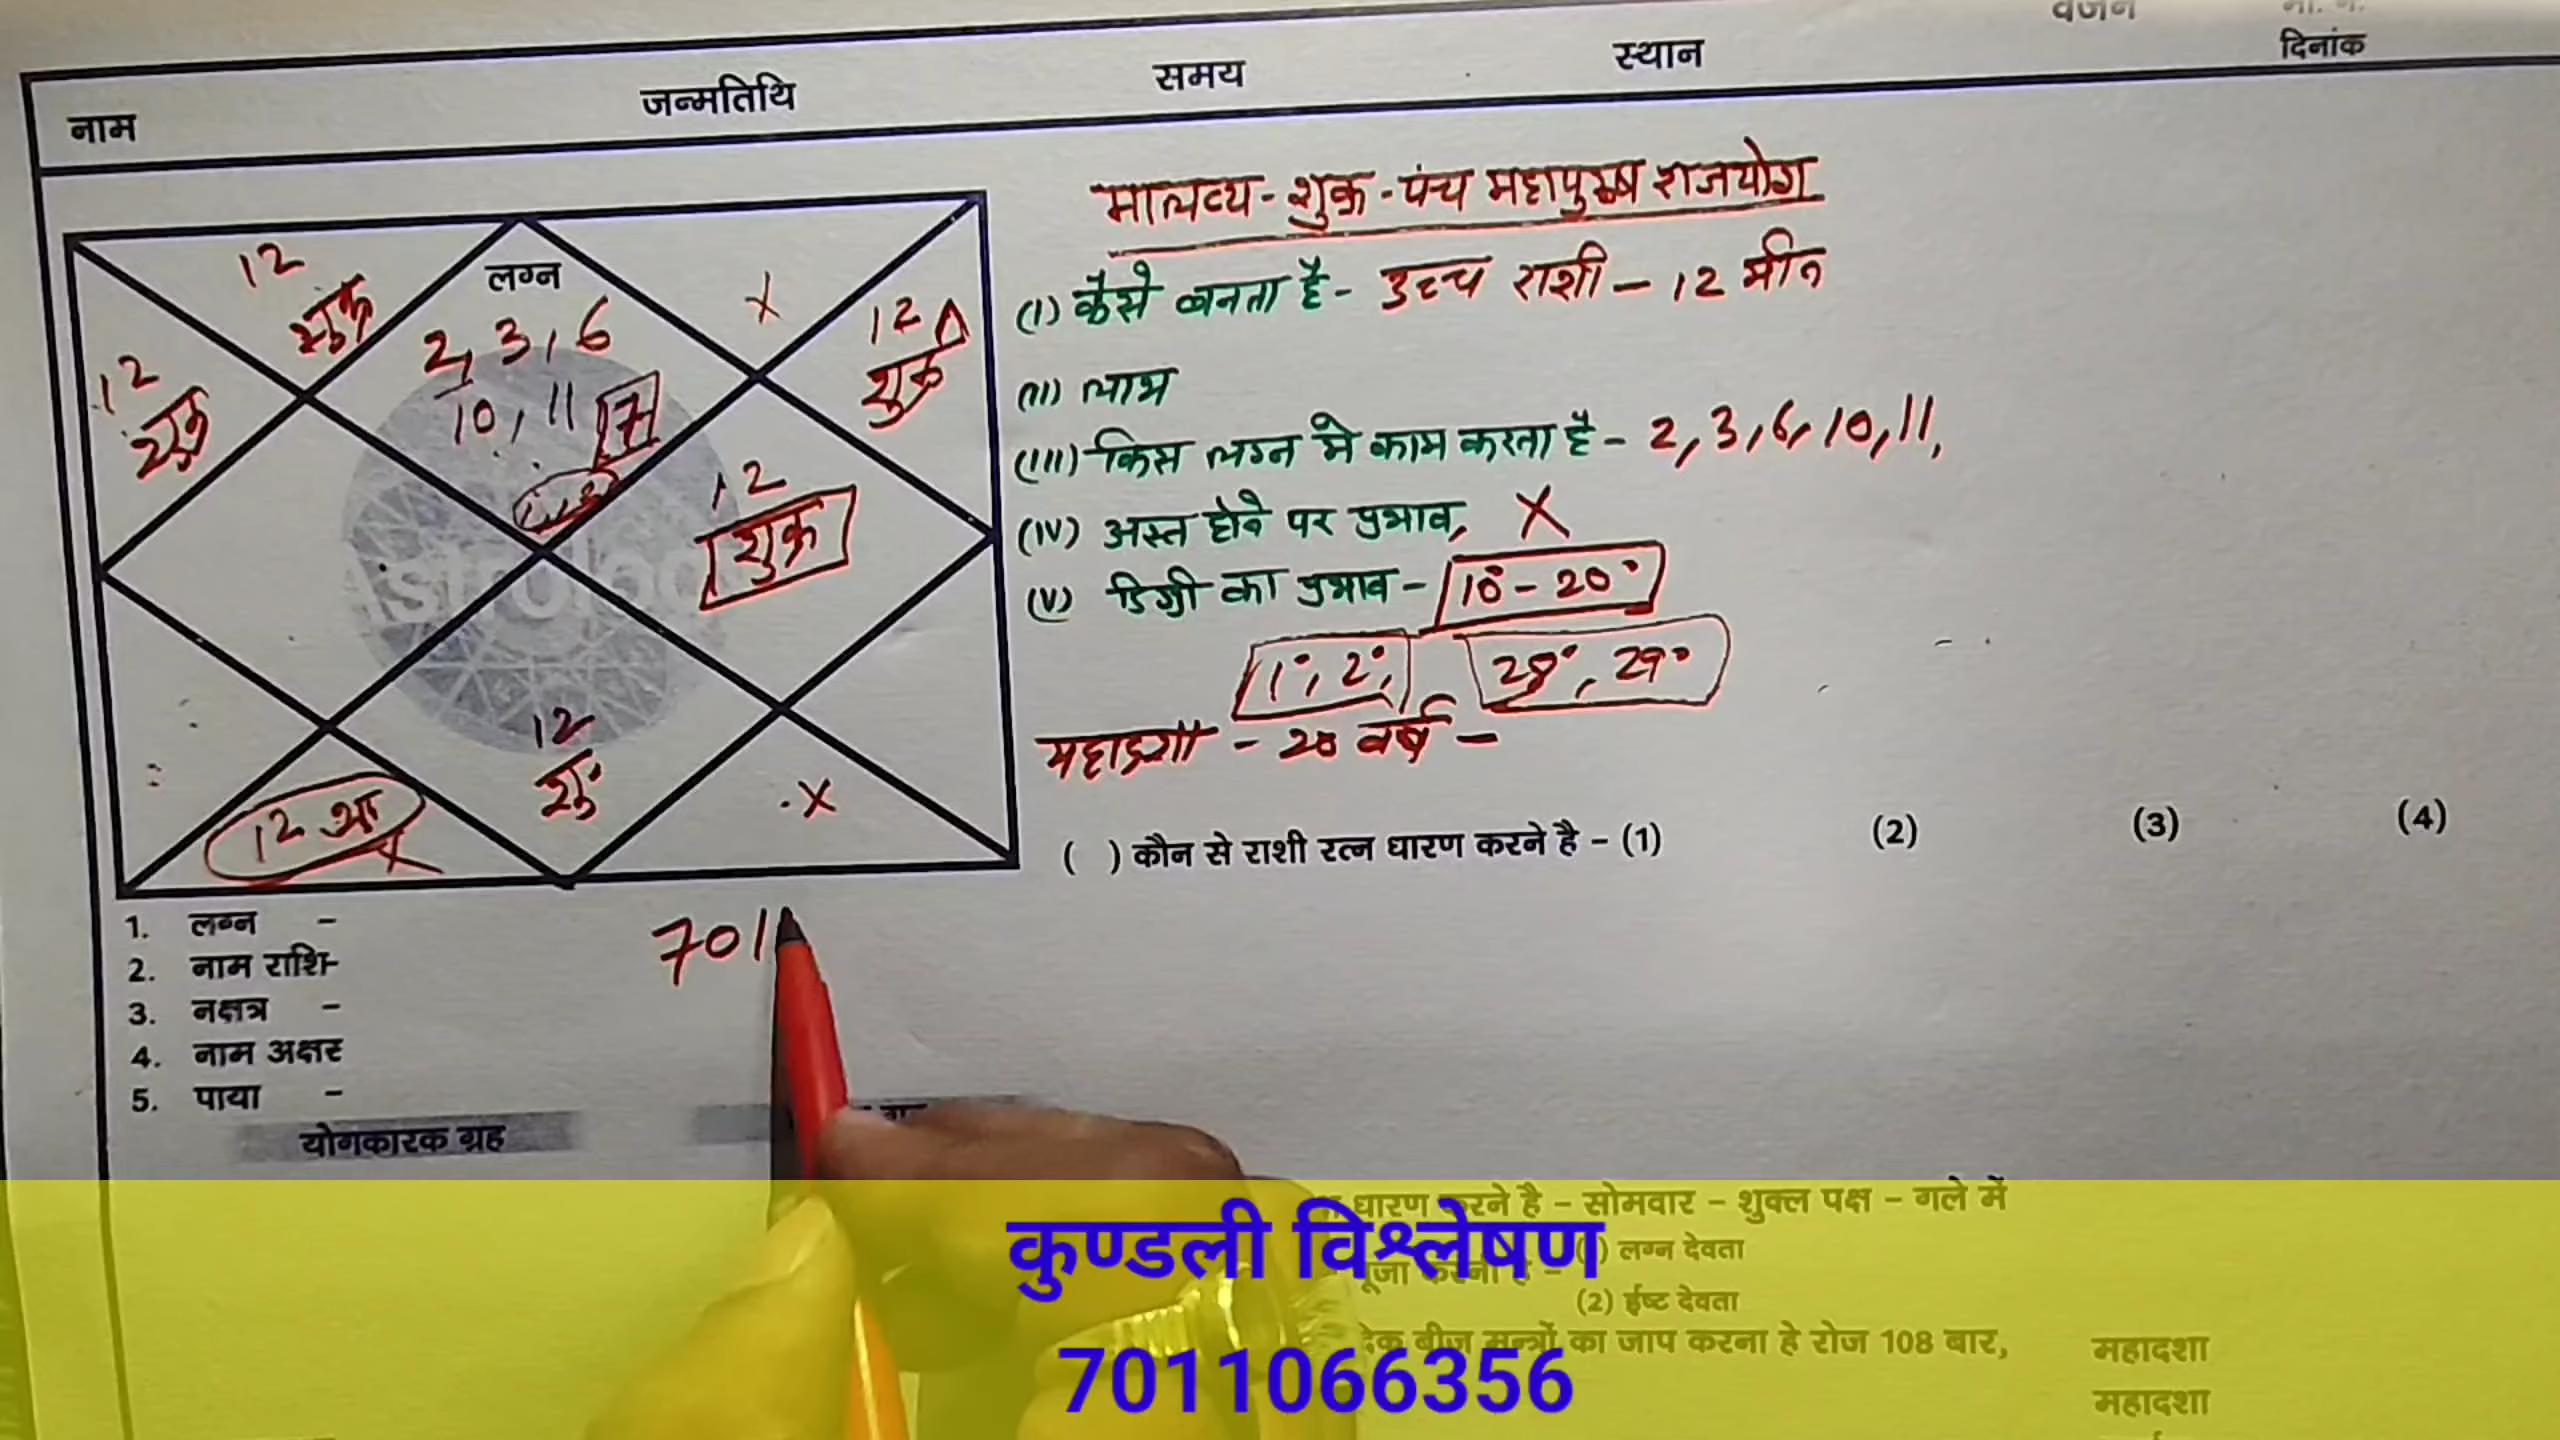 वजन
दिनांक
नाम जन्मतिथि समय स्थान
मालव्य - शुक्र - पंच महापुरुष राजयोग
(I) कैसे बनता है - उच्च राशी - 12 मीन
(II) लाभ
(III) किस लग्न मे काम करता है - 2, 3, 6, 10, 11,
(IV) अस्त होने पर प्रभाव, X
(V) डिग्री का प्रभाव - 10° - 20°
1°, 2°, 28°, 29°
महादशा - 20 वर्ष -
( ) कौन से राशी रत्न धारण करने है - (1) (2) (3) (4)
लग्न
2, 3, 6
10, 11 7
12
शुक्र
12
शुक्र
X
12
शुक्र
12
शुक्र
12
शु.
12
X
X
1. लग्न -
2. नाम राशि-
3. नक्षत्र -
4. नाम अक्षर
5. पाया -
701
योगकारक ग्रह
धारण करने है - सोमवार - शुक्ल पक्ष - गले में
कुण्डली विश्लेषण
लग्न देवता
(2) ईष्ट देवता
बीज मन्त्रों का जाप करना हे रोज 108 बार,
7011066356
महादशा
महादशा